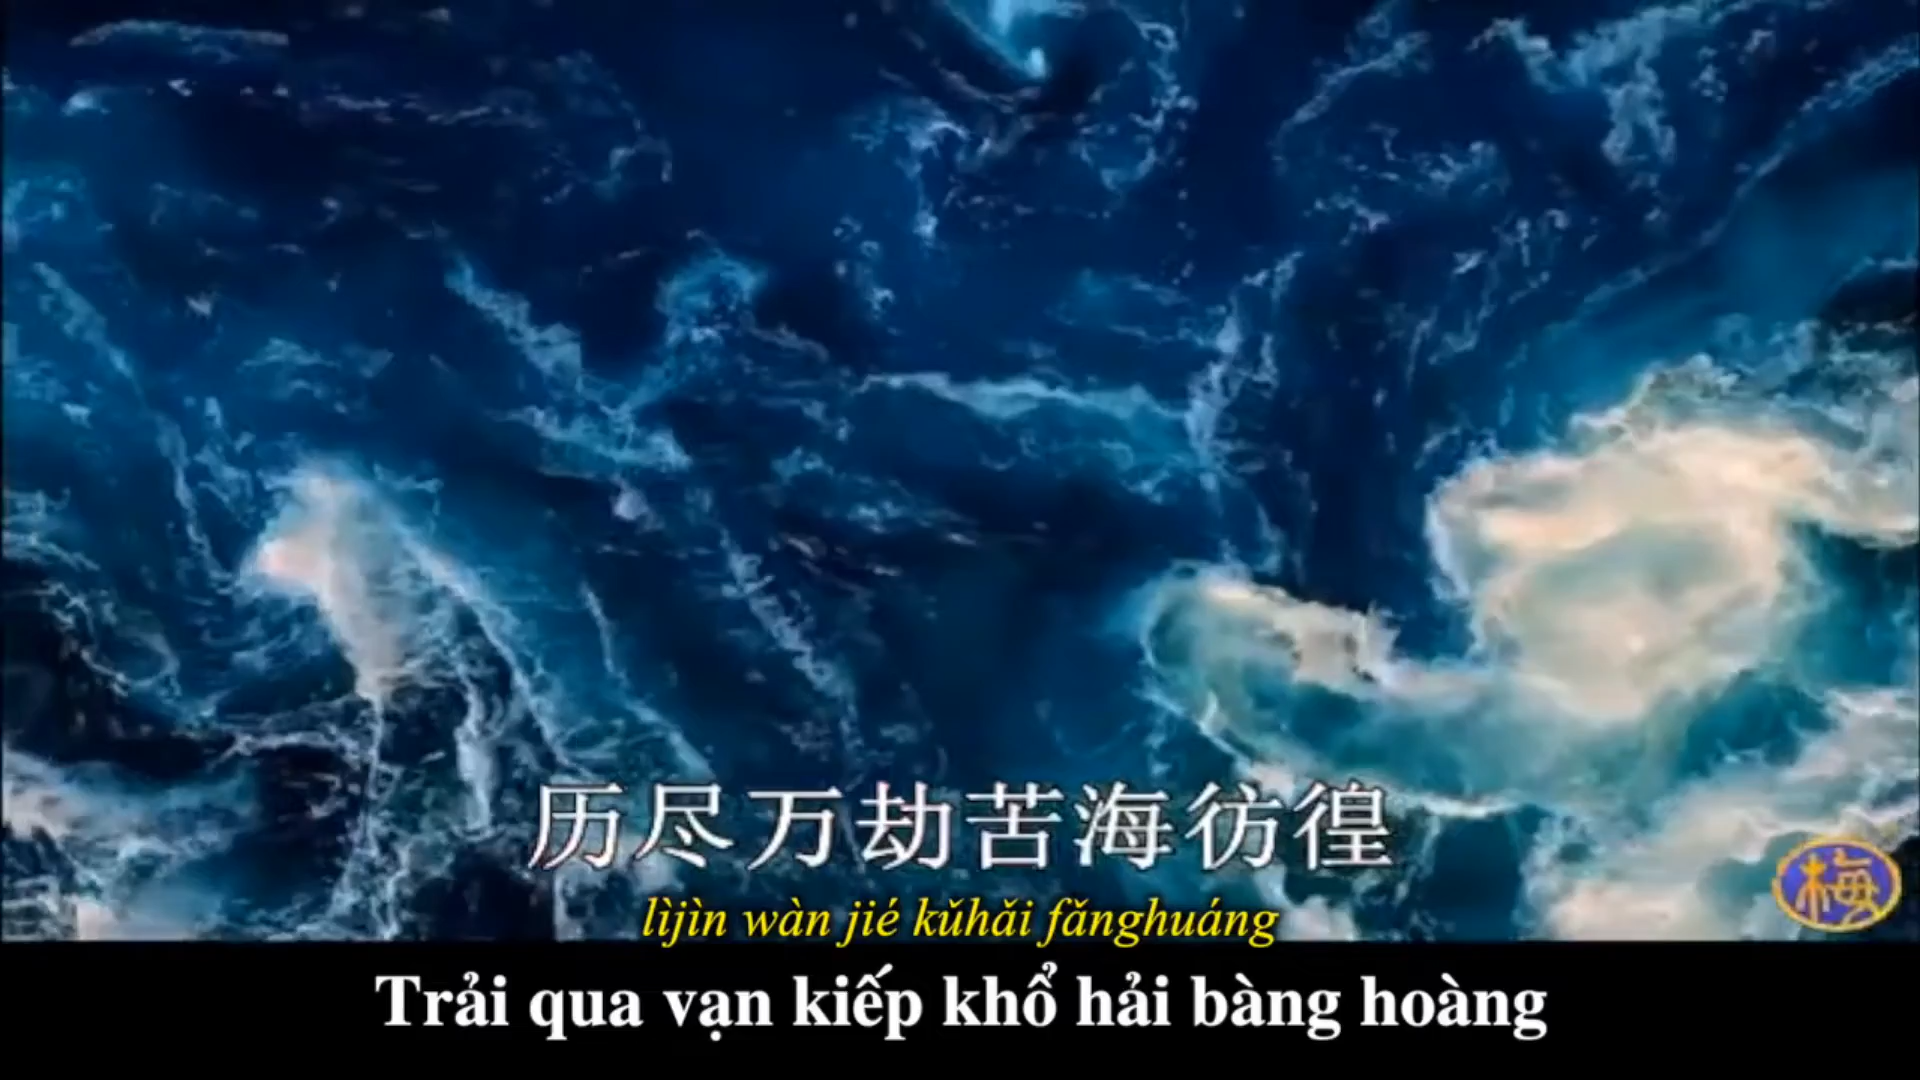 历尽万劫苦海彷徨
lìjìn wàn jié kǔhǎi fǎnghuáng
Trải qua vạn kiếp khổ hải bàng hoàng
梅